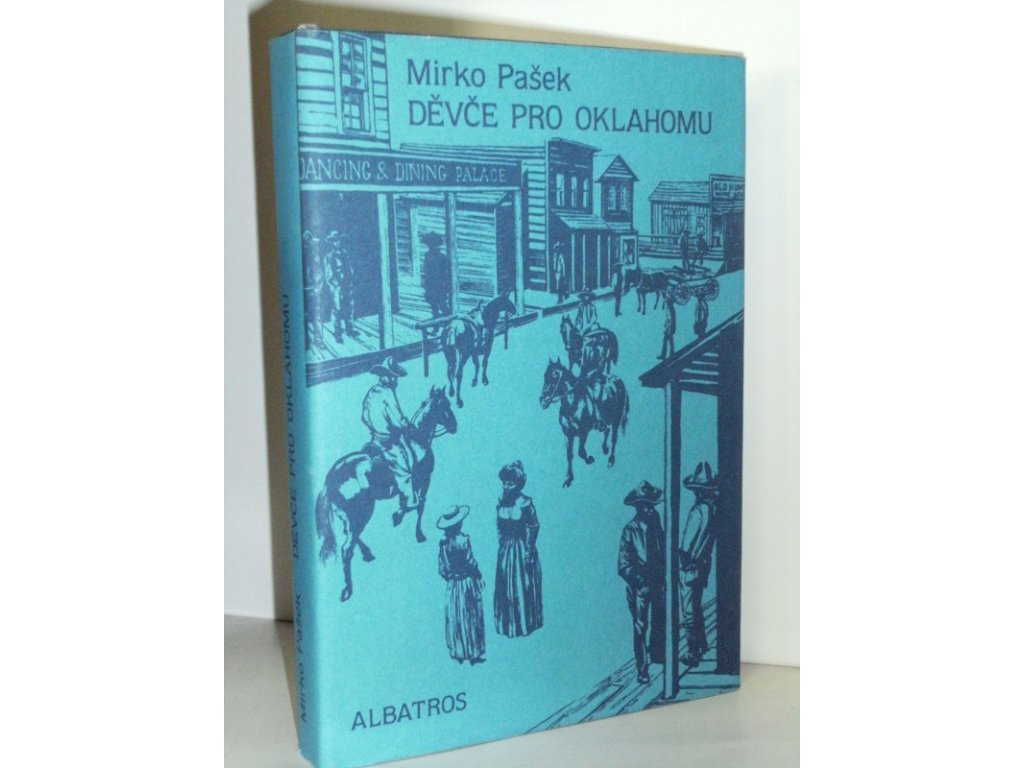 Mirko Pašek
DĚVČE PRO OKLAHOMU
DANCING & DINING PALACE
ALBATROS
Mirko Pašek DĚVČE PRO OKLAHOMU